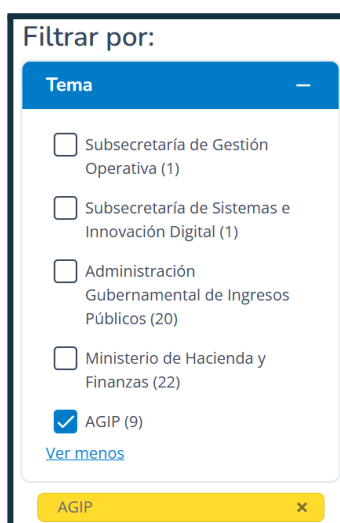 Filtrar por:
Tema
Subsecretaría de Gestión
Operativa (1)
Subsecretaría de Sistemas e
Innovación Digital (1)
Administración
Gubernamental de Ingresos
Públicos (20)
Ministerio de Hacienda y
Finanzas (22)
AGIP (9)
Ver menos
AGIP